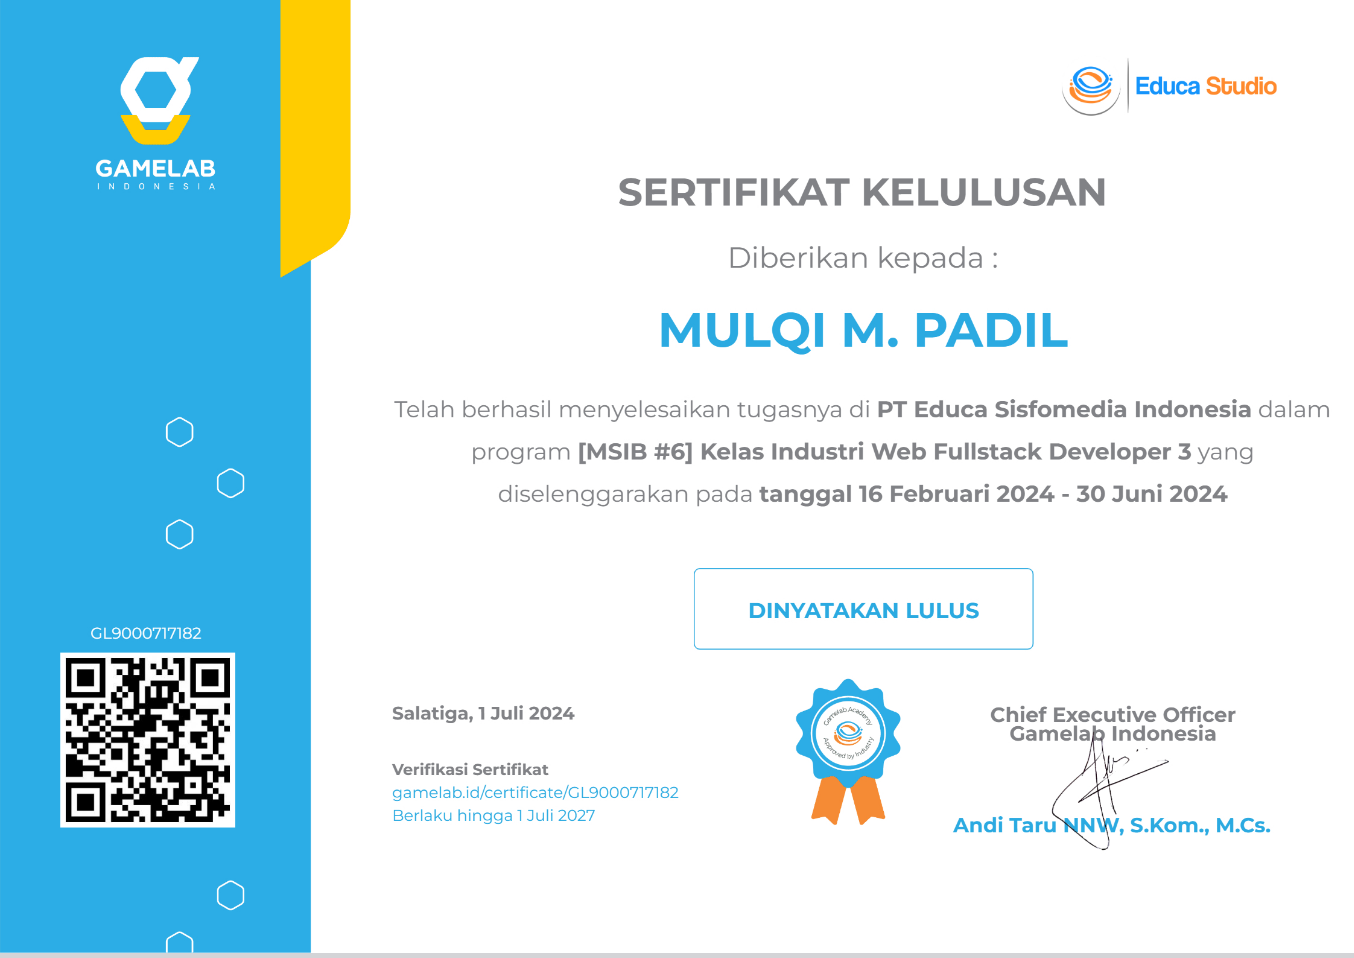 GAMELAB
INDONESIA
Educa Studio
SERTIFIKAT KELULUSAN
Diberikan kepada :
MULQI M. PADIL
Telah berhasil menyelesaikan tugasnya di PT Educa Sisfomedia Indonesia dalam
program [MSIB #6] Kelas Industri Web Fullstack Developer 3 yang
diselenggarakan pada tanggal 16 Februari 2024 - 30 Juni 2024
DINYATAKAN LULUS
GL9000717182
Salatiga, 1 Juli 2024
Verifikasi Sertifikat
gamelab.id/certificate/GL9000717182
Berlaku hingga 1 Juli 2027
Gamelab Academy
Approved by Industry
Chief Executive Officer
Gamelab Indonesia
Andi Taru NNW, S.Kom., M.Cs.